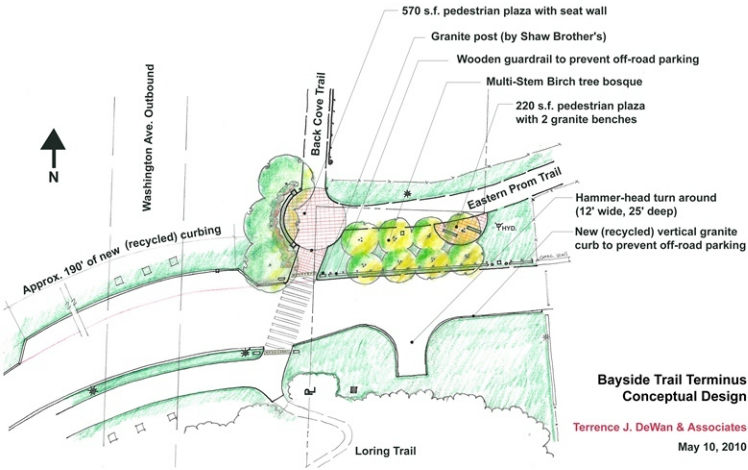 570 s.f. pedestrian plaza with seat wall
Granite post (by Shaw Brother's)
Wooden guardrail to prevent off-road parking
Multi-Stem Birch tree bosque
220 s.f. pedestrian plaza
with 2 granite benches
Washington Ave. Outbound
Back Cove Trail
N
Eastern Prom Trail
Hammer-head turn around
(12' wide, 25' deep)
HYD.
New (recycled) vertical granite
curb to prevent off-road parking
Approx. 190' of new (recycled) curbing
Bayside Trail Terminus
Conceptual Design
Terrence J. DeWan & Associates
May 10, 2010
Loring Trail